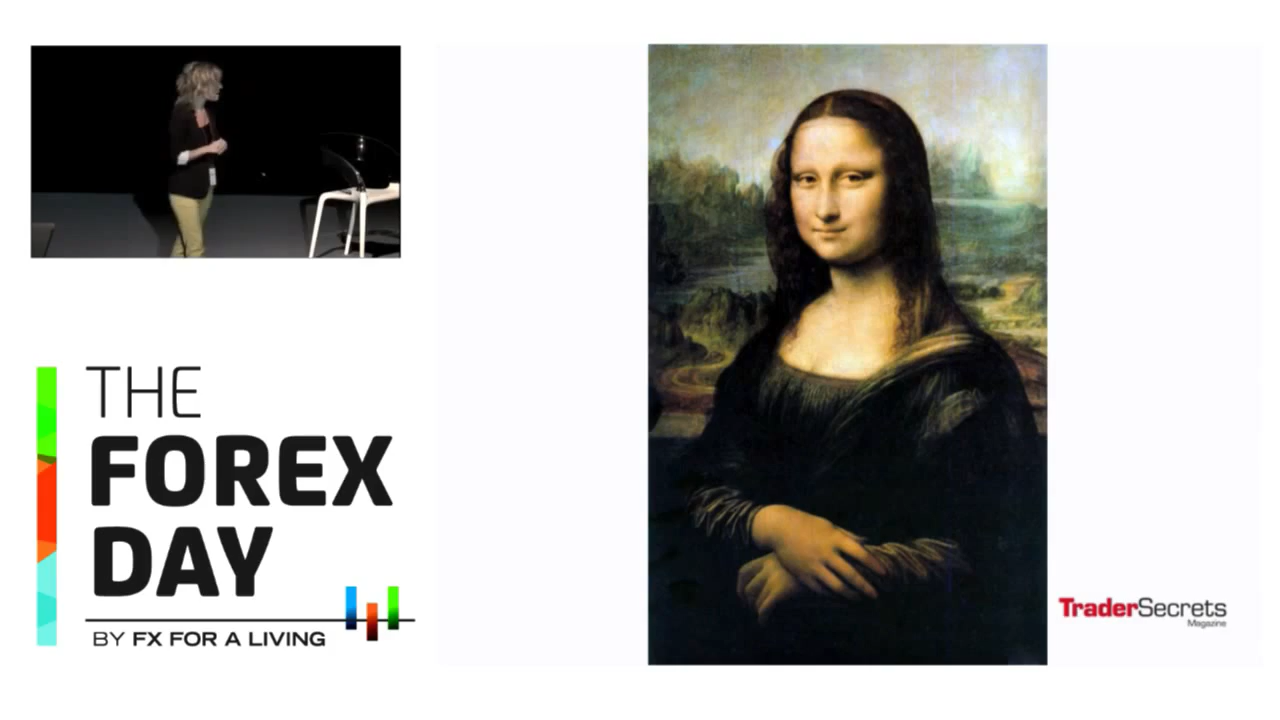 THE
FOREX
DAY
BY FX FOR A LIVING
TraderSecrets
Magazine